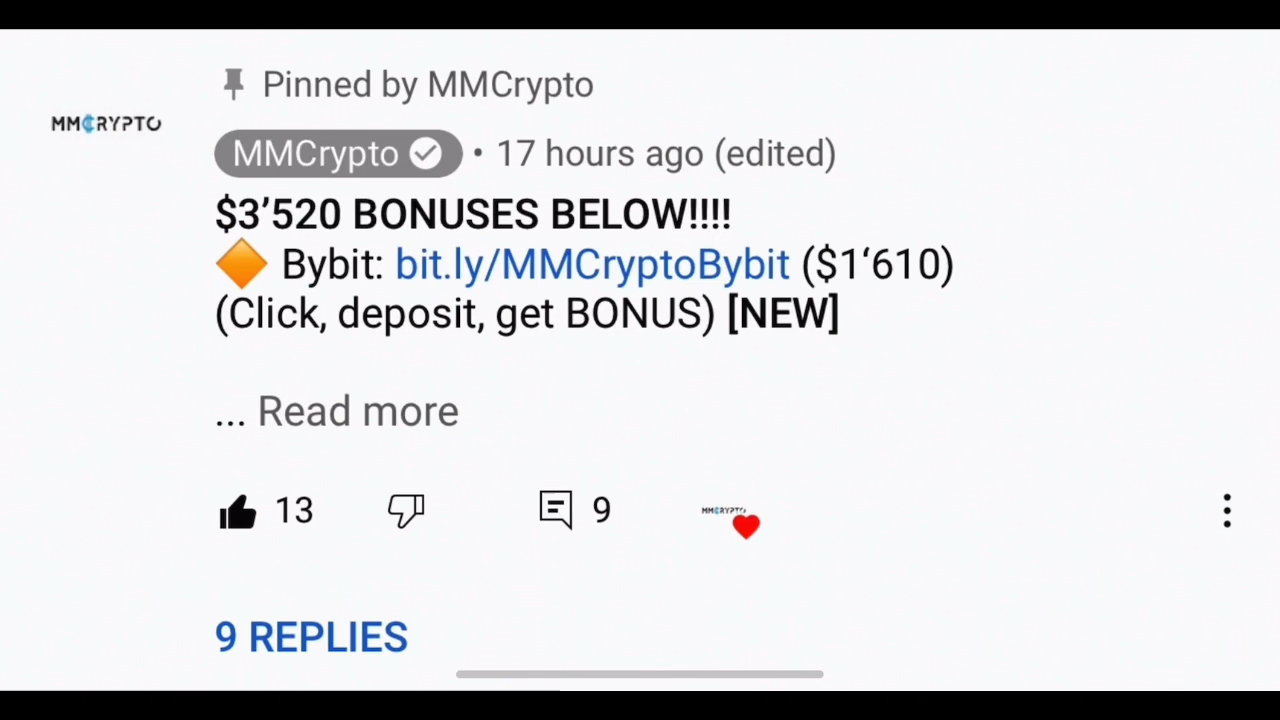 Pinned by MMCrypto
MMCRYPTO
MMCrypto • 17 hours ago (edited)
$3’520 BONUSES BELOW!!!!
🔶 Bybit: bit.ly/MMCryptoBybit ($1‘610)
(Click, deposit, get BONUS) [NEW]
... Read more
13 9 MMCRYPTO
9 REPLIES